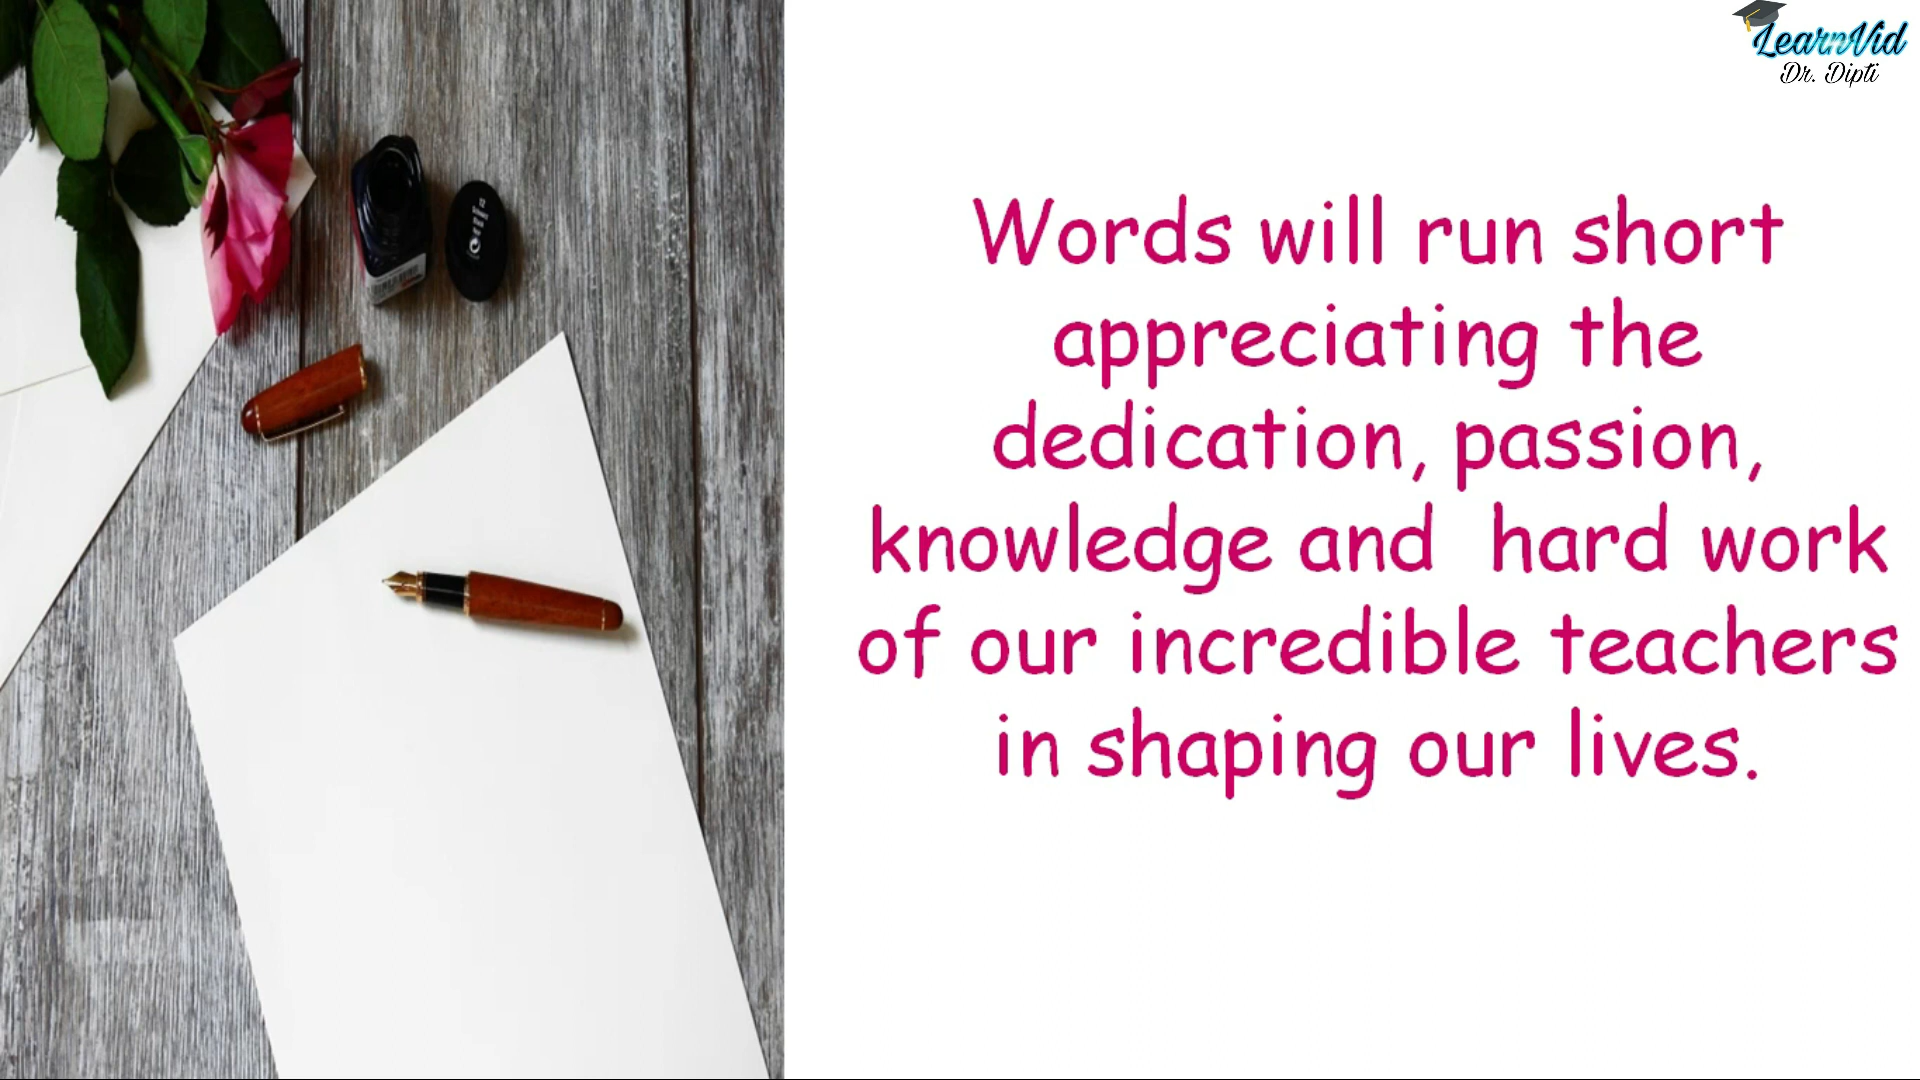 LearnVid
Dr. Dipti
Words will run short
appreciating the
dedication, passion,
knowledge and  hard work
of our incredible teachers
in shaping our lives.